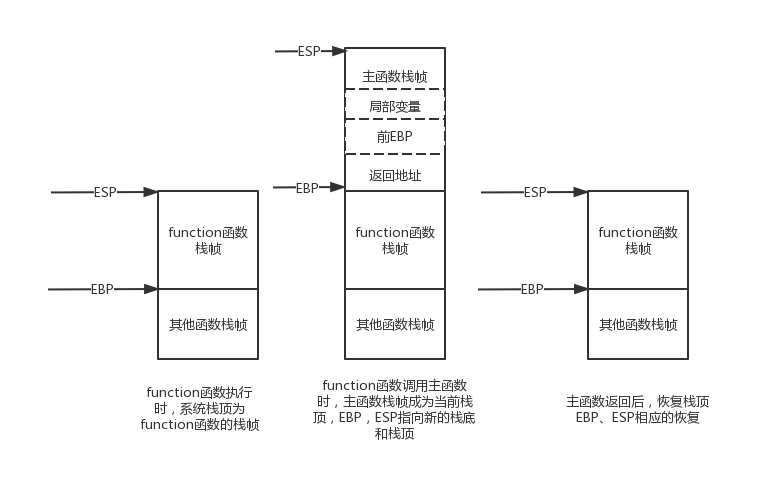 ESP
function函数
栈帧
EBP
其他函数栈帧
function函数执行
时，系统栈顶为
function函数的栈帧
ESP
主函数栈帧
局部变量
前EBP
返回地址
EBP
function函数
栈帧
其他函数栈帧
function函数调用主函数
时，主函数栈帧成为当前栈
顶，EBP，ESP指向新的栈底
和栈顶
ESP
function函数
栈帧
EBP
其他函数栈帧
主函数返回后，恢复栈顶
EBP、ESP相应的恢复